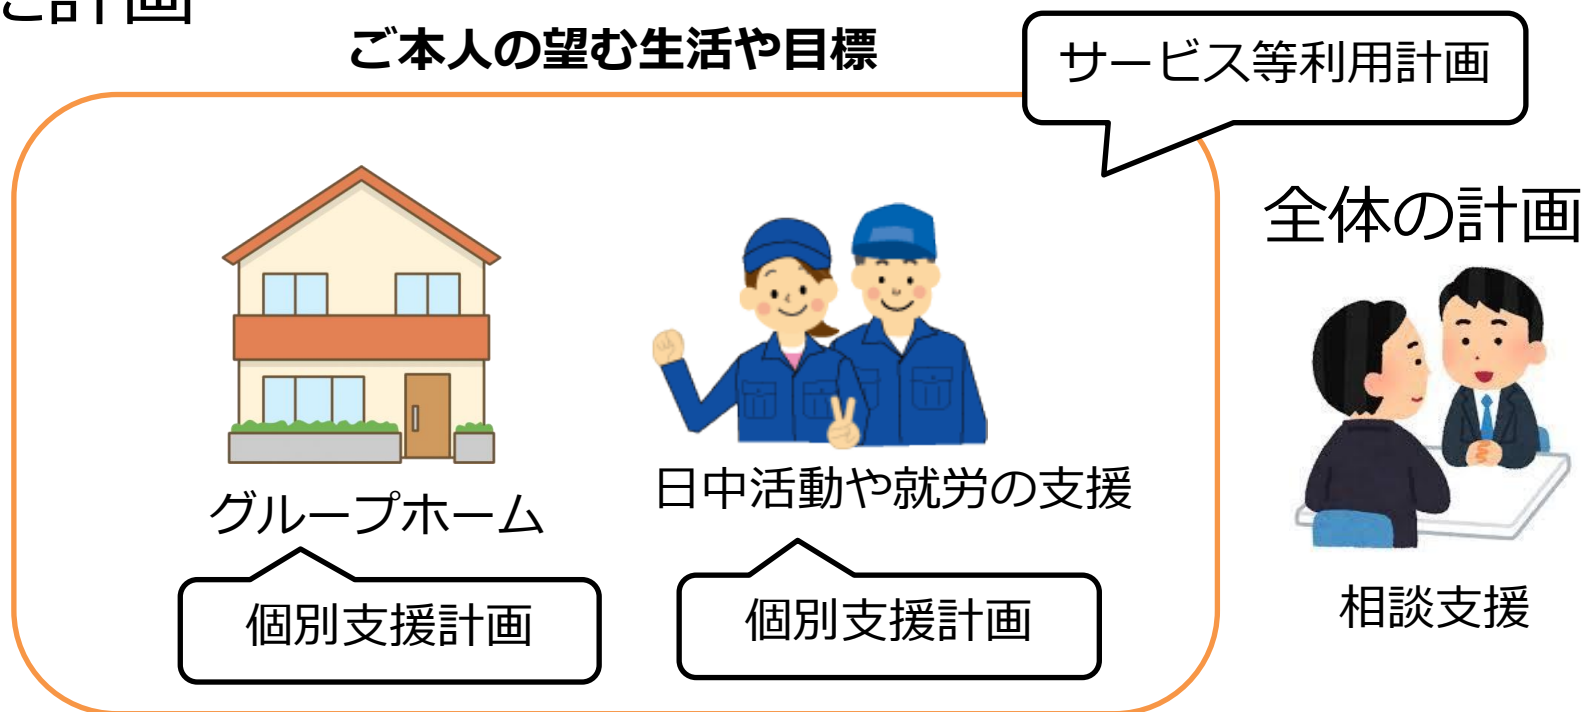 計画
ご本人の望む生活や目標
サービス等利用計画
全体の計画
グループホーム
日中活動や就労の支援
個別支援計画
個別支援計画
相談支援